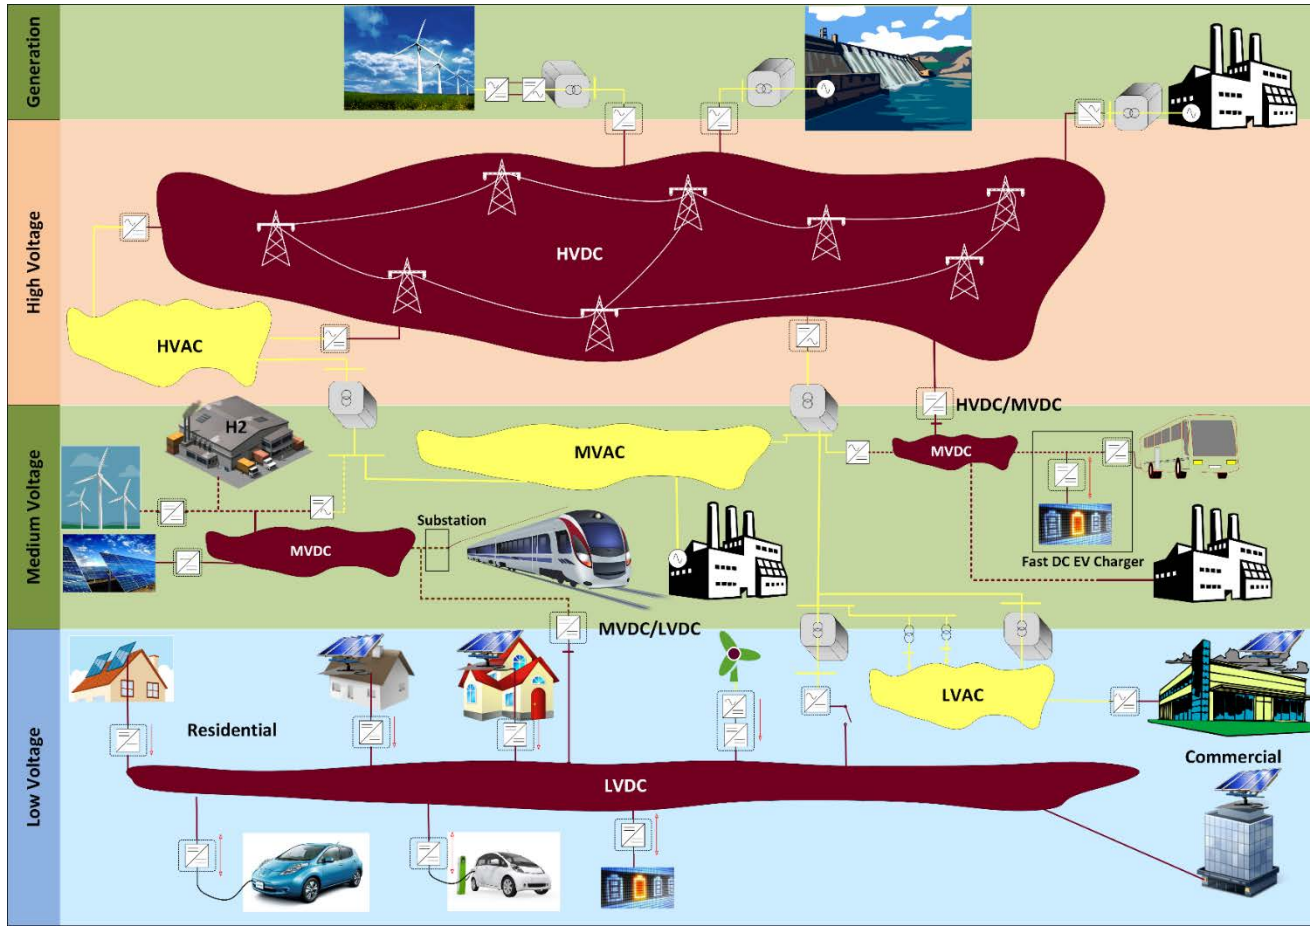 Generation
High Voltage
HVDC
HVAC
HVDC/MVDC
Medium Voltage
H2
MVAC
MVDC
Substation
MVDC
Fast DC EV Charger
MVDC/LVDC
Low Voltage
Residential
LVAC
Commercial
LVDC